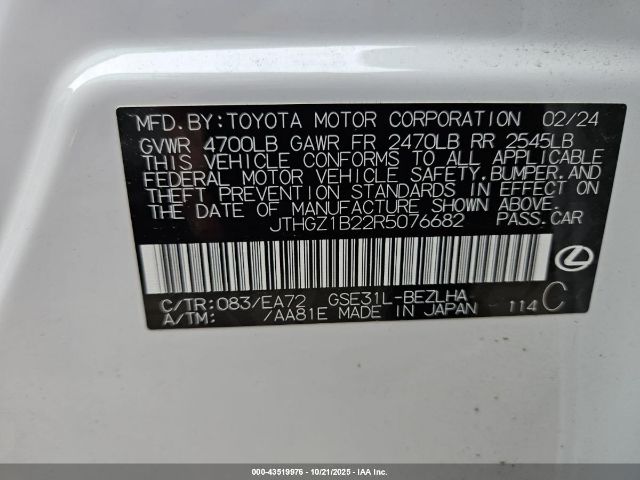 MFD. BY: TOYOTA MOTOR CORPORATION 02/24
GVWR 4700LB GAWR FR 2470LB RR 2545LB
THIS VEHICLE CONFORMS TO ALL APPLICABLE
FEDERAL MOTOR VEHICLE SAFETY, BUMPER, AND
THEFT PREVENTION STANDARDS IN EFFECT ON
THE DATE OF MANUFACTURE SHOWN ABOVE.
JTHGZ1B22R5076682 PASS. CAR
C/TR: 083/EA72 GSE31L-BEZLHA
A/TM: /AA81E MADE IN JAPAN 114 C
000-43519976 - 10/21/2025 - IAA Inc.